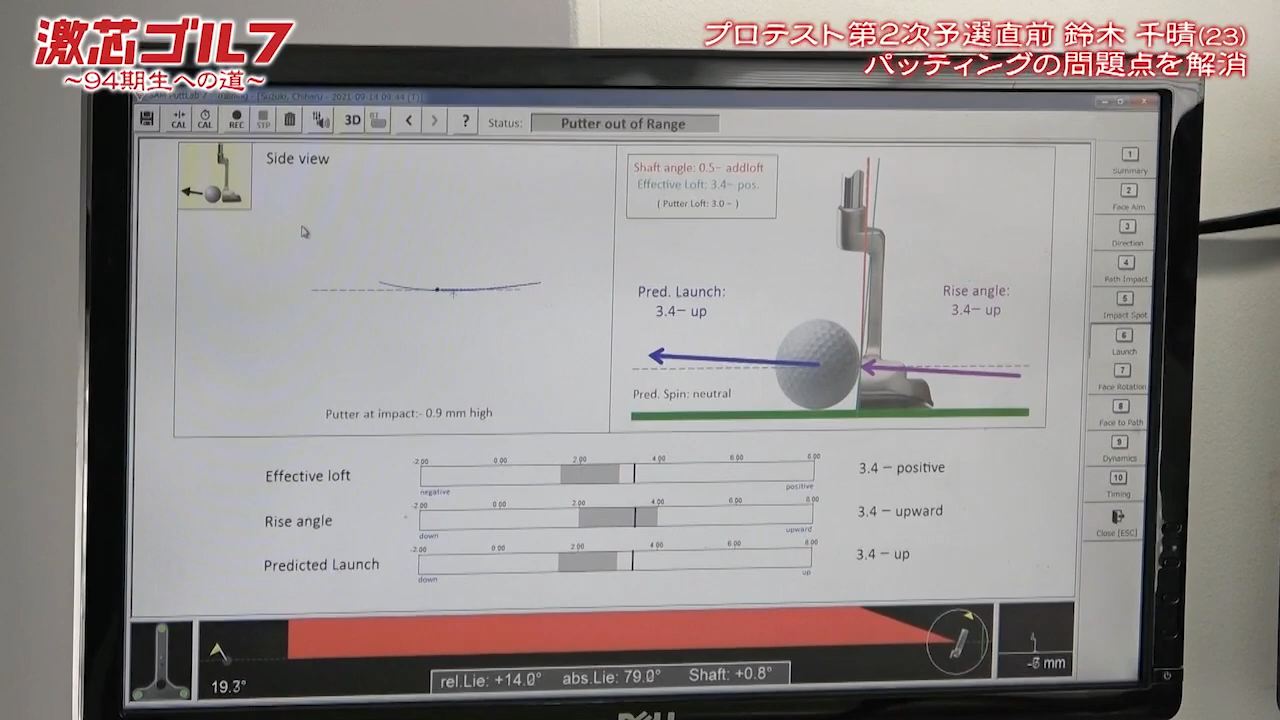 激芯ゴルフ
～94期生への道～
プロテスト第2次予選直前 鈴木 千晴(23)
パッティングの問題点を解消
CAL
CAL
REC
STP
3D
?
Status:
Putter out of Range
Side view
Putter at impact:- 0.9 mm high
Shaft angle: 0.5− addloft
Effective Loft: 3.4− pos.
( Putter Loft: 3.0 − )
Pred. Launch:
3.4− up
Rise angle:
3.4− up
Pred. Spin: neutral
Effective loft
-2.00 0.00 2.00 4.00 6.00 8.00
negative positive
3.4 − positive
Rise angle
-2.00 0.00 2.00 4.00 6.00 8.00
down upward
3.4 − upward
Predicted Launch
-2.00 0.00 2.00 4.00 6.00 8.00
down up
3.4 − up
1
Summary
2
Face Aim
3
Direction
4
Path Impact
5
Impact Spot
6
Launch
7
Face Rotation
8
Face to Path
9
Dynamics
10
Timing
Close [ESC]
19.3°
rel.Lie: +14.0° abs.Lie: 79.0° Shaft: +0.8°
-6 mm
DELL